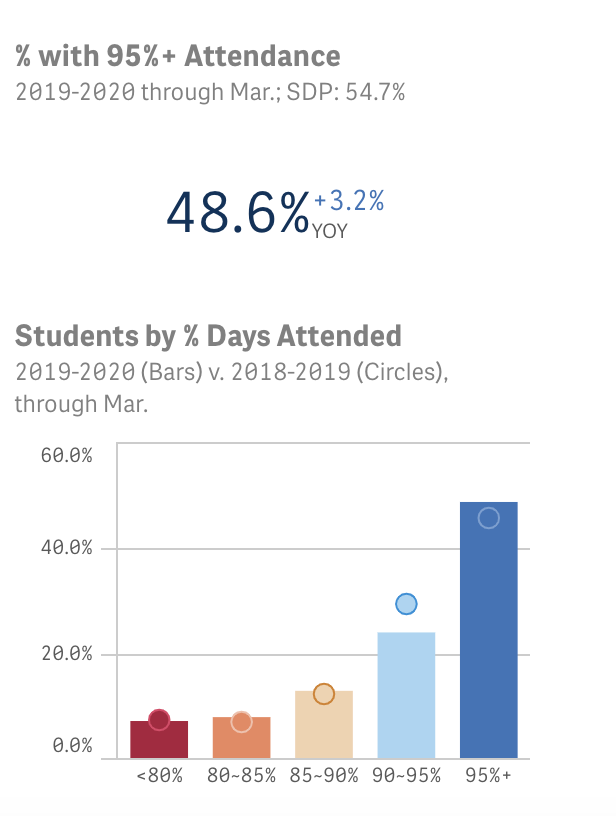 % with 95%+ Attendance
2019-2020 through Mar.; SDP: 54.7%
48.6% +3.2%
YOY
Students by % Days Attended
2019-2020 (Bars) v. 2018-2019 (Circles),
through Mar.
60.0%
40.0%
20.0%
0.0%
<80% 80~85% 85~90% 90~95% 95%+